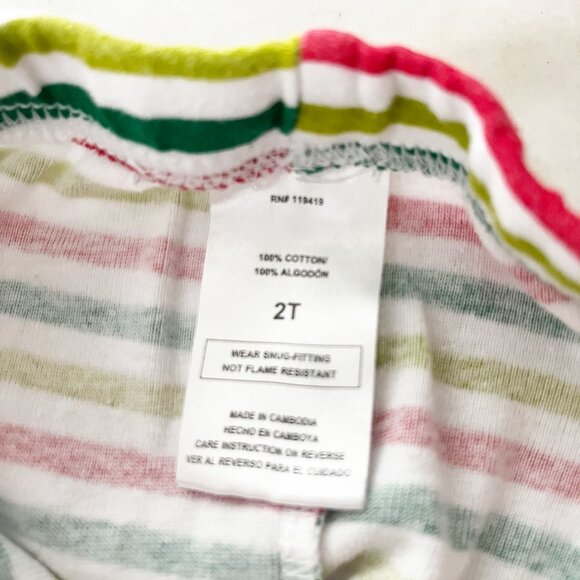 RN# 119419
100% COTTON/
100% ALGODÓN
2T
WEAR SNUG-FITTING
NOT FLAME RESISTANT
MADE IN CAMBODIA
HECHO EN CAMBOYA
CARE INSTRUCTION ON REVERSE
VER AL REVERSO PARA EL CUIDADO